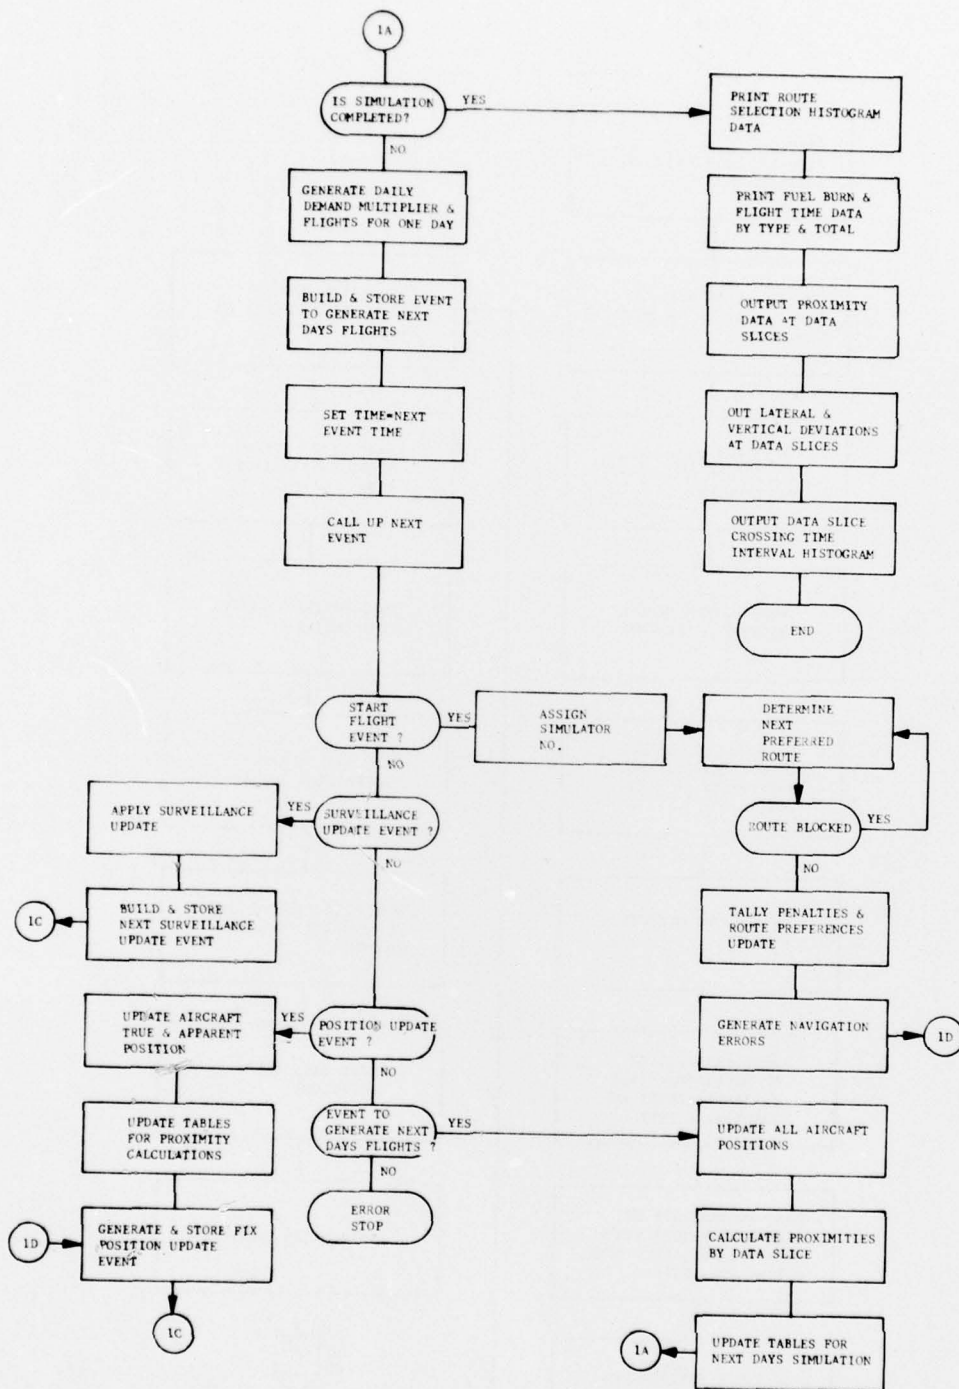 1A
IS SIMULATION
COMPLETED?
YES
NO
GENERATE DAILY
DEMAND MULTIPLIER &
FLIGHTS FOR ONE DAY
BUILD & STORE EVENT
TO GENERATE NEXT
DAYS FLIGHTS
SET TIME=NEXT
EVENT TIME
CALL UP NEXT
EVENT
PRINT ROUTE
SELECTION HISTOGRAM
DATA
PRINT FUEL BURN &
FLIGHT TIME DATA
BY TYPE & TOTAL
OUTPUT PROXIMITY
DATA AT DATA
SLICES
OUT LATERAL &
VERTICAL DEVIATIONS
AT DATA SLICES
OUTPUT DATA SLICE
CROSSING TIME
INTERVAL HISTOGRAM
END
START
FLIGHT
EVENT ?
YES
NO
ASSIGN
SIMULATOR
NO.
DETERMINE
NEXT
PREFERRED
ROUTE
ROUTE BLOCKED
YES
NO
TALLY PENALTIES &
ROUTE PREFERENCES
UPDATE
GENERATE NAVIGATION
ERRORS
1D
SURVEILLANCE
UPDATE EVENT ?
YES
NO
APPLY SURVEILLANCE
UPDATE
BUILD & STORE
NEXT SURVEILLANCE
UPDATE EVENT
1C
POSITION UPDATE
EVENT ?
YES
NO
UPDATE AIRCRAFT
TRUE & APPARENT
POSITION
UPDATE TABLES
FOR PROXIMITY
CALCULATIONS
1D
GENERATE & STORE FIX
POSITION UPDATE
EVENT
1C
EVENT TO
GENERATE NEXT
DAYS FLIGHTS ?
YES
NO
ERROR
STOP
UPDATE ALL AIRCRAFT
POSITIONS
CALCULATE PROXIMITIES
BY DATA SLICE
UPDATE TABLES FOR
NEXT DAYS SIMULATION
1A